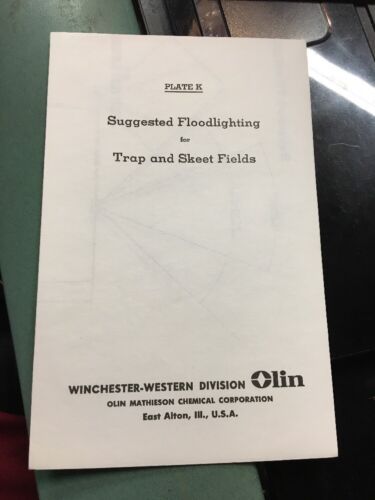 PLATE K
Suggested Floodlighting
for
Trap and Skeet Fields
WINCHESTER-WESTERN DIVISION Olin
OLIN MATHIESON CHEMICAL CORPORATION
East Alton, Ill., U.S.A.